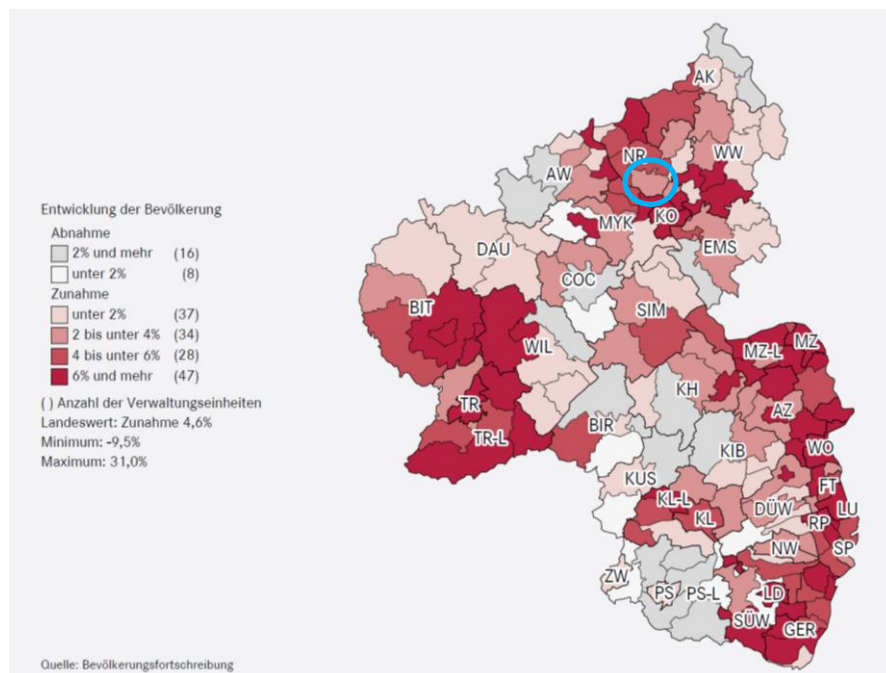 Entwicklung der Bevölkerung
Abnahme
2% und mehr (16)
unter 2% (8)
Zunahme
unter 2% (37)
2 bis unter 4% (34)
4 bis unter 6% (28)
6% und mehr (47)
( ) Anzahl der Verwaltungseinheiten
Landeswert: Zunahme 4,6%
Minimum: -9,5%
Maximum: 31,0%
AK
NR
WW
AW
MYK
KO
EMS
DAU
COC
BIT
SIM
WIL
MZ-L
MZ
KH
TR
AZ
BIR
TR-L
WO
KIB
KUS
FT
KL-L
DÜW
LU
KL
RP
NW
SP
ZW
PS
PS-L
LD
SÜW
GER
Quelle: Bevölkerungsfortschreibung